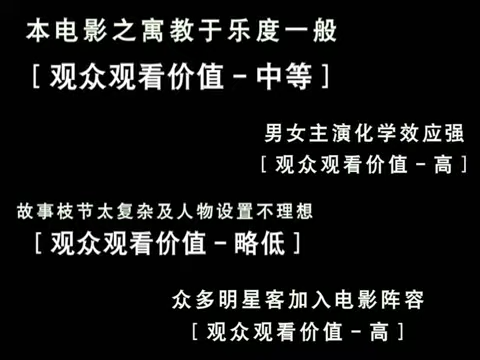 本电影之寓教于乐度一般
[ 观众观看价值 - 中等 ]
男女主演化学效应强
[ 观众观看价值 - 高 ]
故事枝节太复杂及人物设置不理想
[ 观众观看价值 - 略低 ]
众多明星客加入电影阵容
[ 观众观看价值 - 高 ]